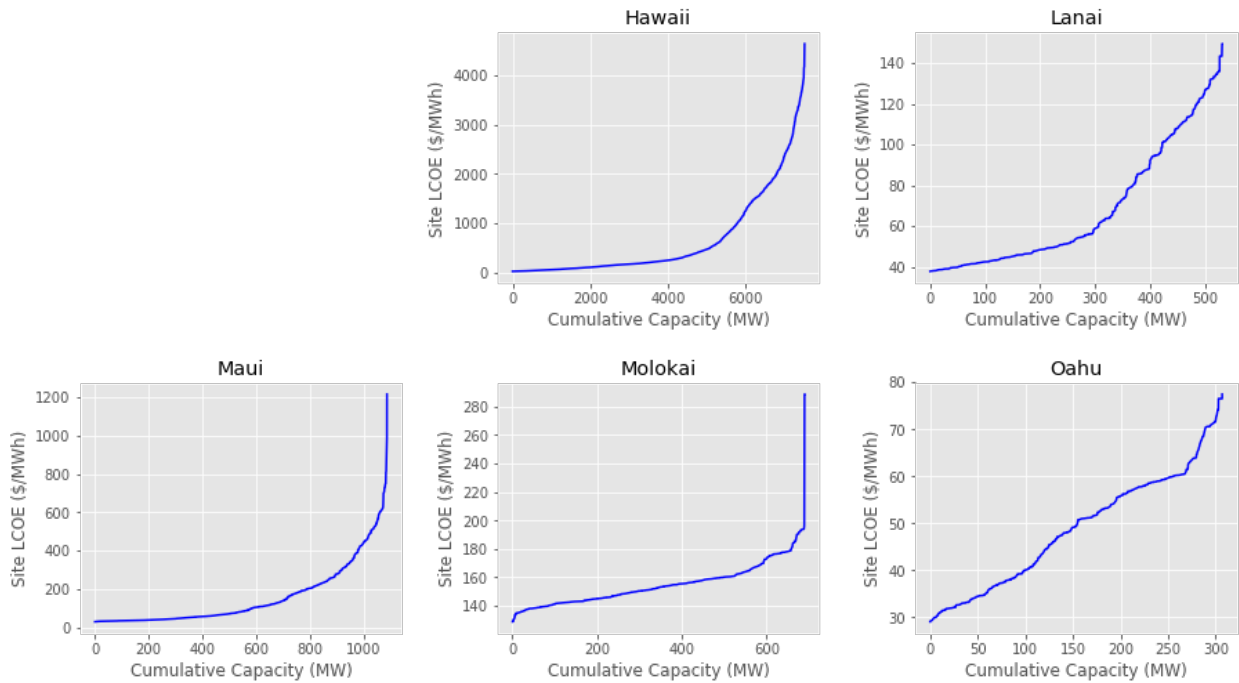 Hawaii
4000
3000
2000
1000
0
Site LCOE ($/MWh)
0 2000 4000 6000
Cumulative Capacity (MW)
Lanai
140
120
100
80
60
40
Site LCOE ($/MWh)
0 100 200 300 400 500
Cumulative Capacity (MW)
Maui
1200
1000
800
600
400
200
0
Site LCOE ($/MWh)
0 200 400 600 800 1000
Cumulative Capacity (MW)
Molokai
280
260
240
220
200
180
160
140
Site LCOE ($/MWh)
0 200 400 600
Cumulative Capacity (MW)
Oahu
80
70
60
50
40
30
Site LCOE ($/MWh)
0 50 100 150 200 250 300
Cumulative Capacity (MW)